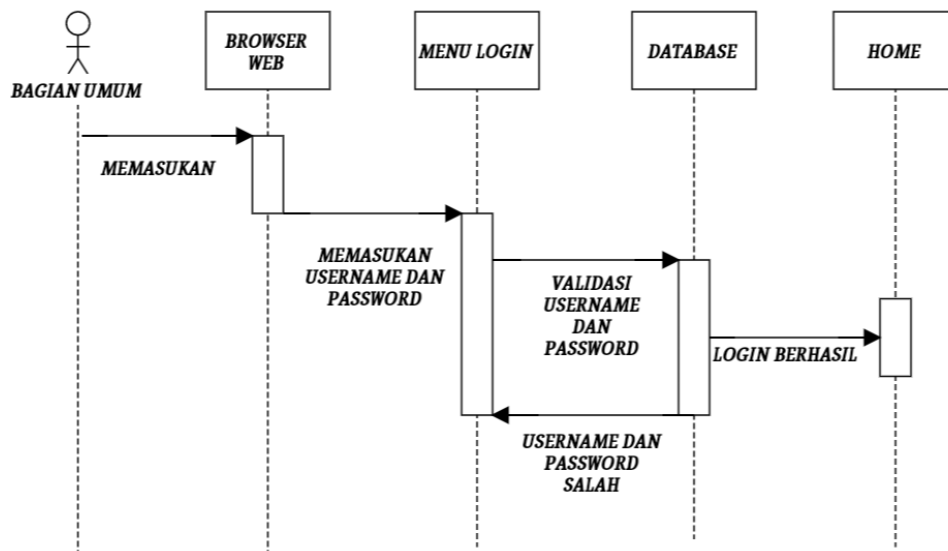 BAGIAN UMUM
BROWSER
WEB
MENU LOGIN
DATABASE
HOME
MEMASUKAN
MEMASUKAN
USERNAME DAN
PASSWORD
VALIDASI
USERNAME
DAN
PASSWORD
LOGIN BERHASIL
USERNAME DAN
PASSWORD
SALAH